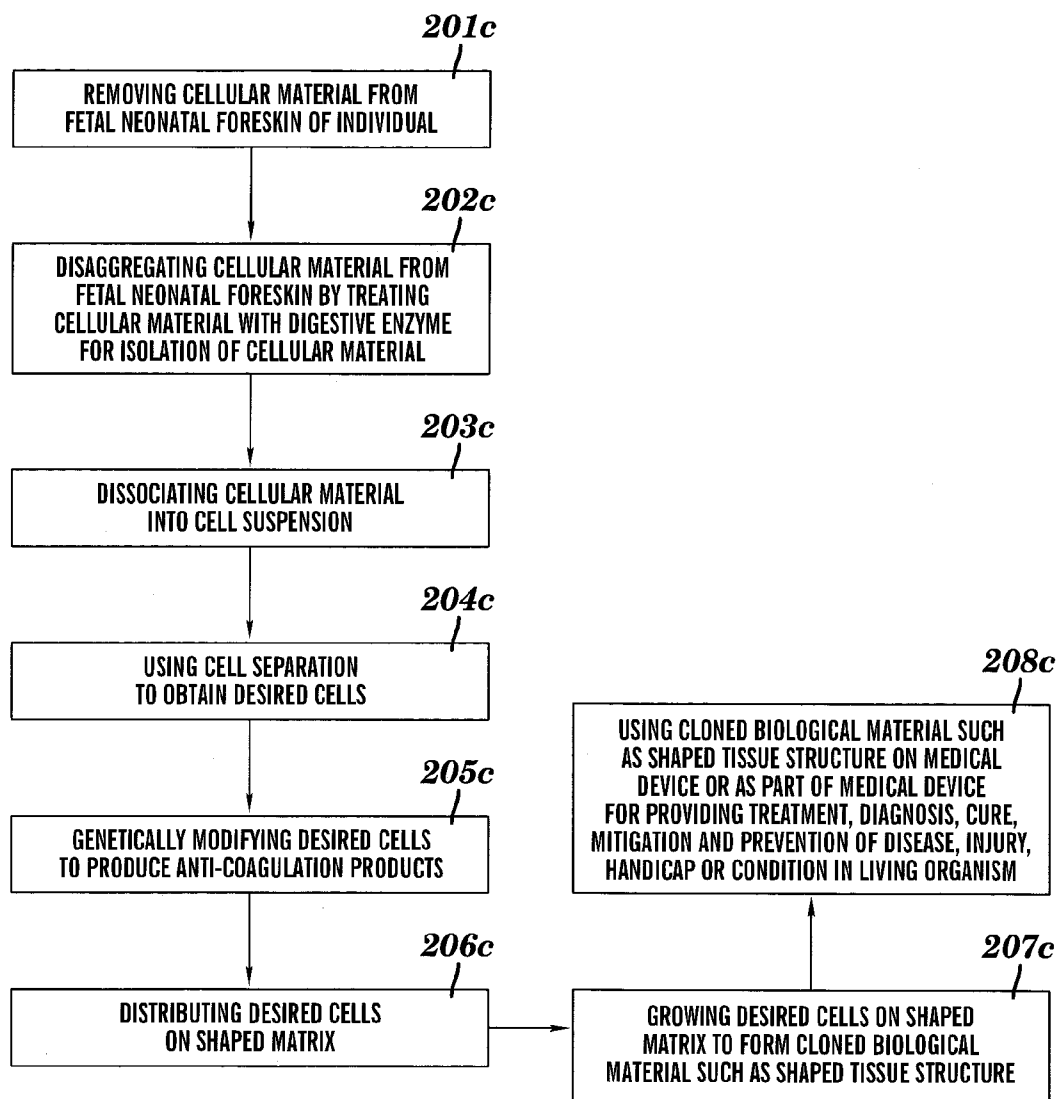 201c
REMOVING CELLULAR MATERIAL FROM
FETAL NEONATAL FORESKIN OF INDIVIDUAL
202c
DISAGGREGATING CELLULAR MATERIAL FROM
FETAL NEONATAL FORESKIN BY TREATING
CELLULAR MATERIAL WITH DIGESTIVE ENZYME
FOR ISOLATION OF CELLULAR MATERIAL
203c
DISSOCIATING CELLULAR MATERIAL
INTO CELL SUSPENSION
204c
USING CELL SEPARATION
TO OBTAIN DESIRED CELLS
205c
GENETICALLY MODIFYING DESIRED CELLS
TO PRODUCE ANTI-COAGULATION PRODUCTS
206c
DISTRIBUTING DESIRED CELLS
ON SHAPED MATRIX
207c
GROWING DESIRED CELLS ON SHAPED
MATRIX TO FORM CLONED BIOLOGICAL
MATERIAL SUCH AS SHAPED TISSUE STRUCTURE
208c
USING CLONED BIOLOGICAL MATERIAL SUCH
AS SHAPED TISSUE STRUCTURE ON MEDICAL
DEVICE OR AS PART OF MEDICAL DEVICE
FOR PROVIDING TREATMENT, DIAGNOSIS, CURE,
MITIGATION AND PREVENTION OF DISEASE, INJURY,
HANDICAP OR CONDITION IN LIVING ORGANISM